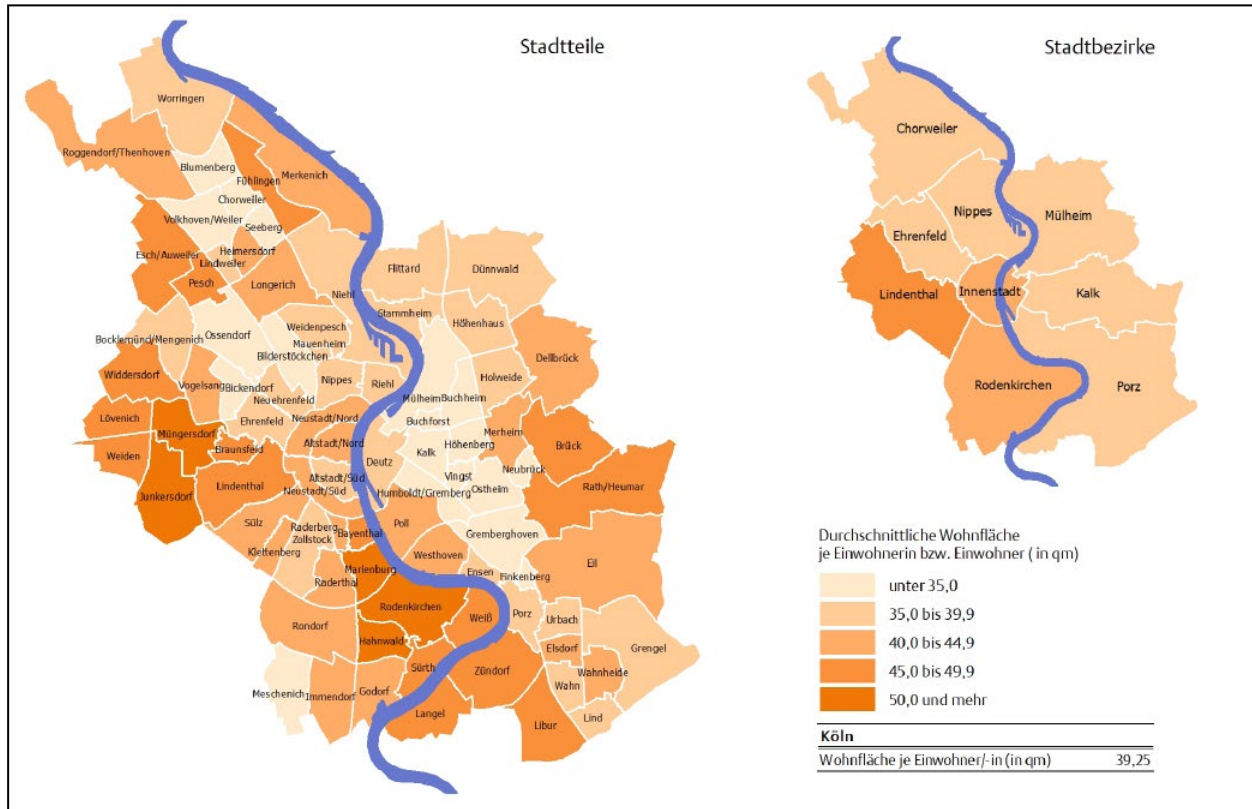 Stadtteile
Stadtbezirke
Worringen
Roggendorf/Thenhoven
Blumenberg
Fühlingen
Merkenich
Chorweiler
Volkhoven/Weiler
Seeberg
Esch/Auweiler
Heimersdorf
Lindweiler
Pesch
Longerich
Niehl
Flittard
Dünnwald
Stammheim
Höhenhaus
Bocklemünd/Mengenich
Ossendorf
Weidenpesch
Mauenheim
Bilderstöckchen
Dellbrück
Widdersdorf
Vogelsang
Bickendorf
Nippes
Riehl
Holweide
Neuehrenfeld
Mülheim
Buchheim
Lövenich
Ehrenfeld
Neustadt/Nord
Buchforst
Merheim
Müngersdorf
Altstadt/Nord
Höhenberg
Brück
Braunsfeld
Weiden
Kalk
Deutz
Neubrück
Lindenthal
Altstadt/Süd
Vingst
Ostheim
Rath/Heumar
Junkersdorf
Neustadt/Süd
Humboldt/Gremberg
Sülz
Raderberg
Zollstock
Bayenthal
Poll
Gremberghoven
Klettenberg
Westhoven
Eil
Marienburg
Raderthal
Ensen
Finkenberg
Rodenkirchen
Weiß
Porz
Urbach
Rondorf
Hahnwald
Elsdorf
Grengel
Sürth
Zündorf
Wahnheide
Wahn
Meschenich
Immendorf
Godorf
Langel
Libur
Lind
Chorweiler
Nippes
Mülheim
Ehrenfeld
Lindenthal
Innenstadt
Kalk
Rodenkirchen
Porz
Durchschnittliche Wohnfläche
je Einwohnerin bzw. Einwohner ( in qm)
unter 35,0
35,0 bis 39,9
40,0 bis 44,9
45,0 bis 49,9
50,0 und mehr
Köln
Wohnfläche je Einwohner/-in (in qm) 39,25